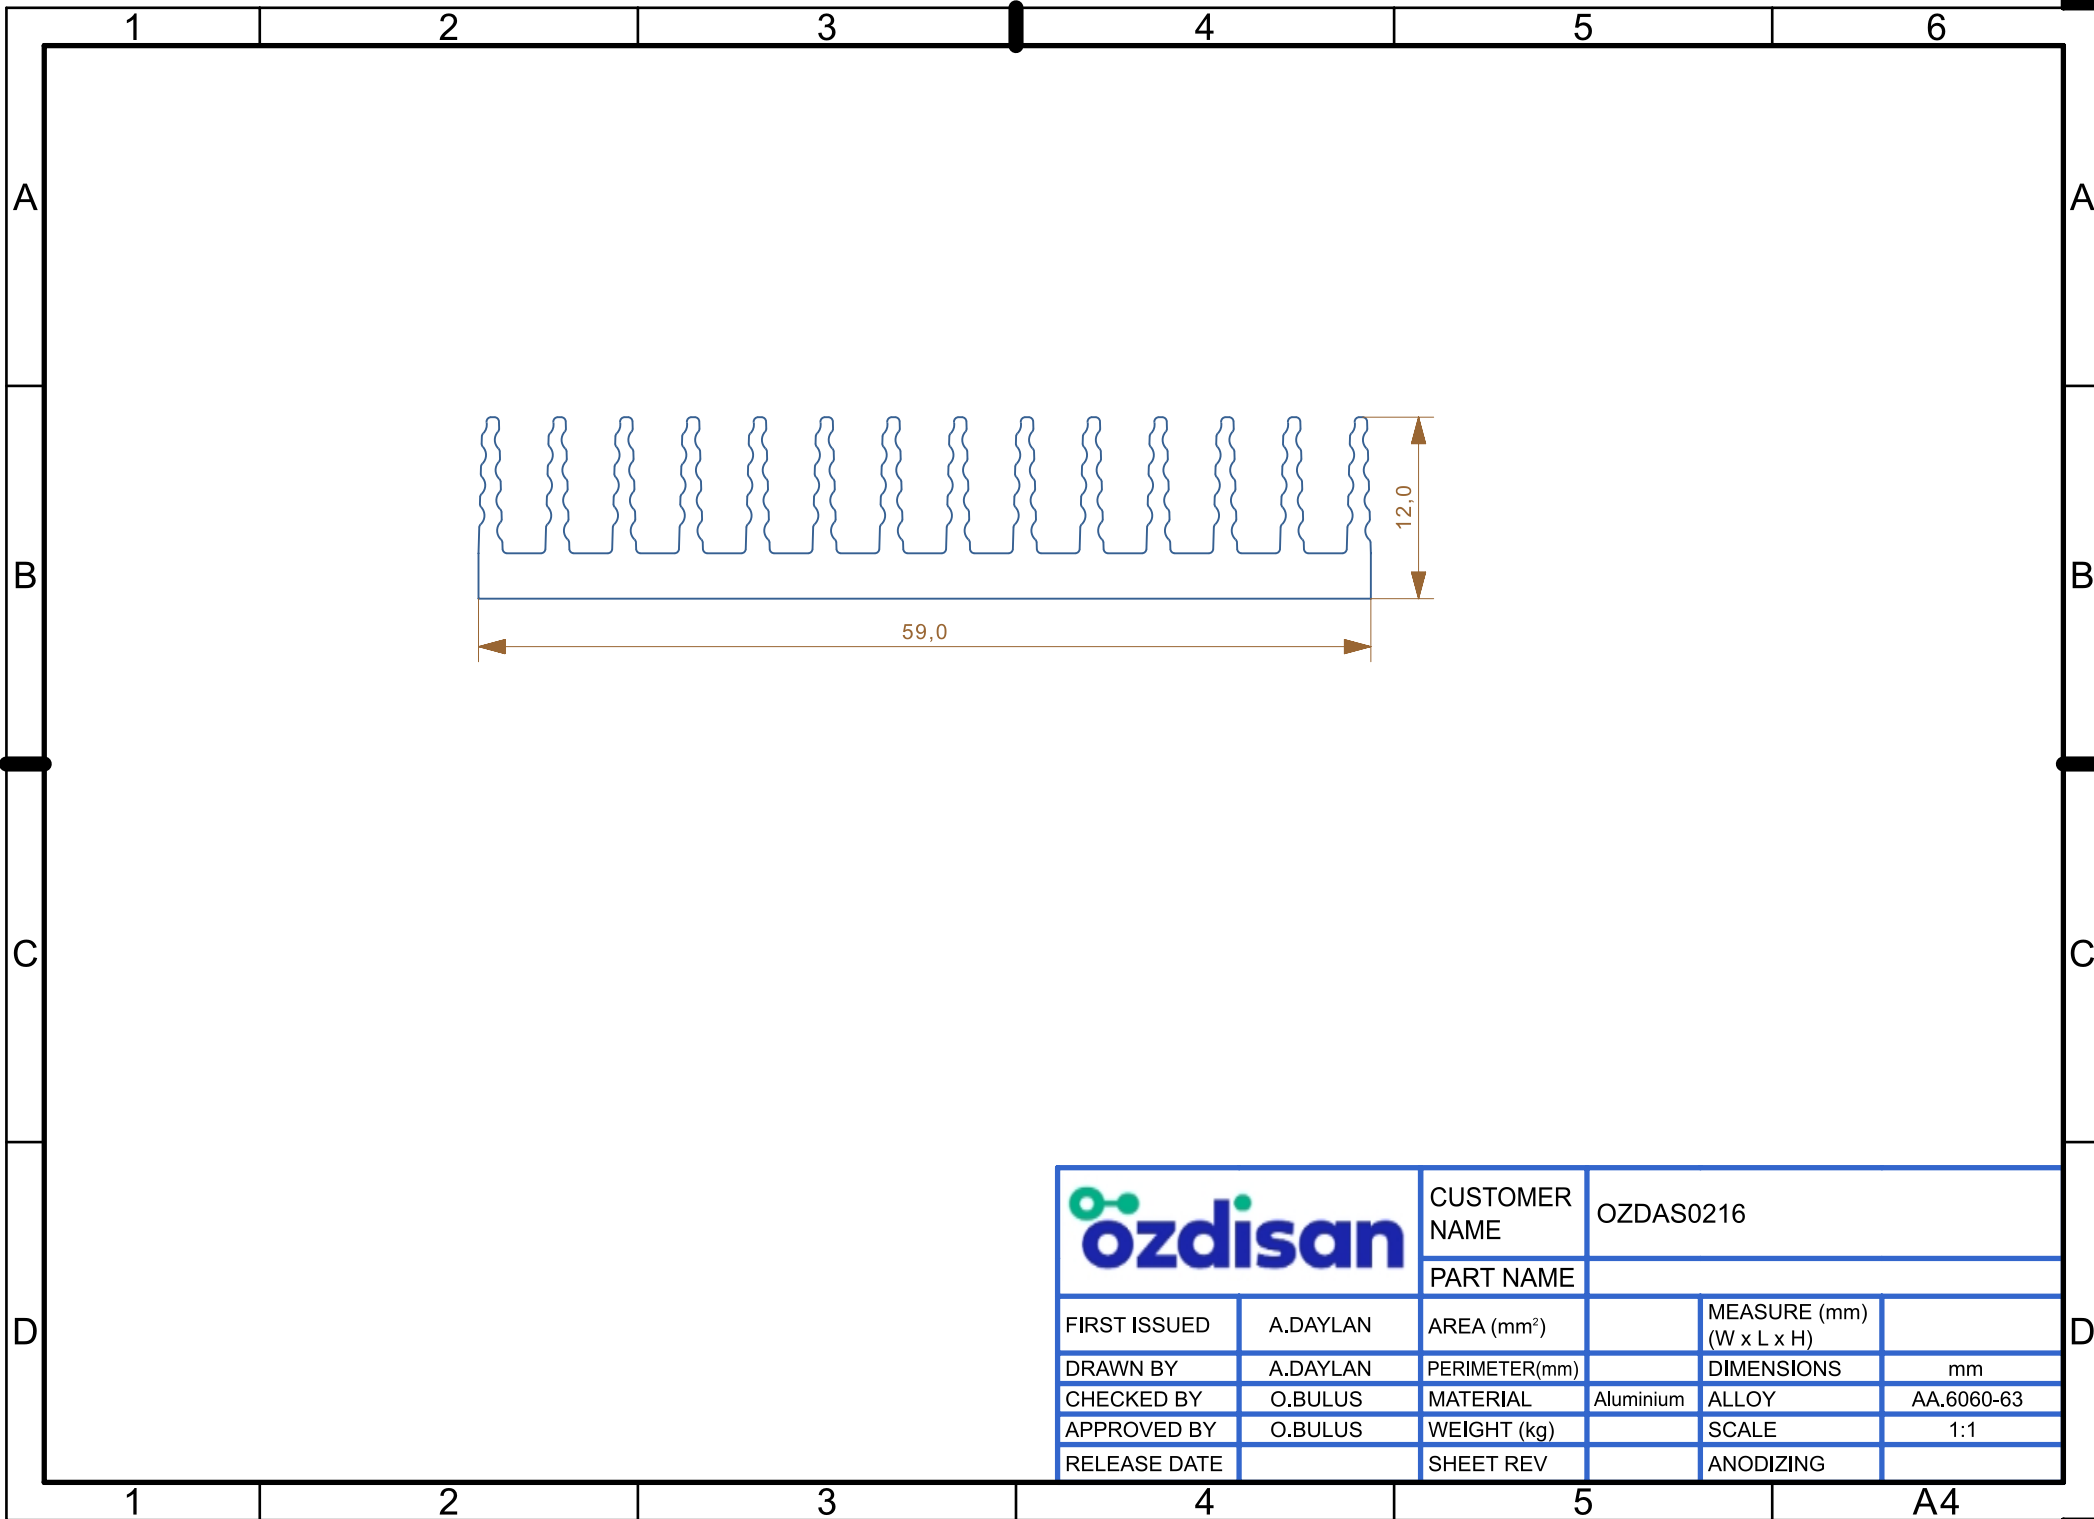 1 2 3 4 5 6
A A
12,0
B B
59,0
C C
ozdisan
CUSTOMER NAME OZDAS0216
PART NAME
D D
FIRST ISSUED A.DAYLAN AREA (mm²) MEASURE (mm) (W x L x H)
DRAWN BY A.DAYLAN PERIMETER(mm) DIMENSIONS mm
CHECKED BY O.BULUS MATERIAL Aluminium ALLOY AA.6060-63
APPROVED BY O.BULUS WEIGHT (kg) SCALE 1:1
RELEASE DATE SHEET REV ANODIZING
1 2 3 4 5 A4